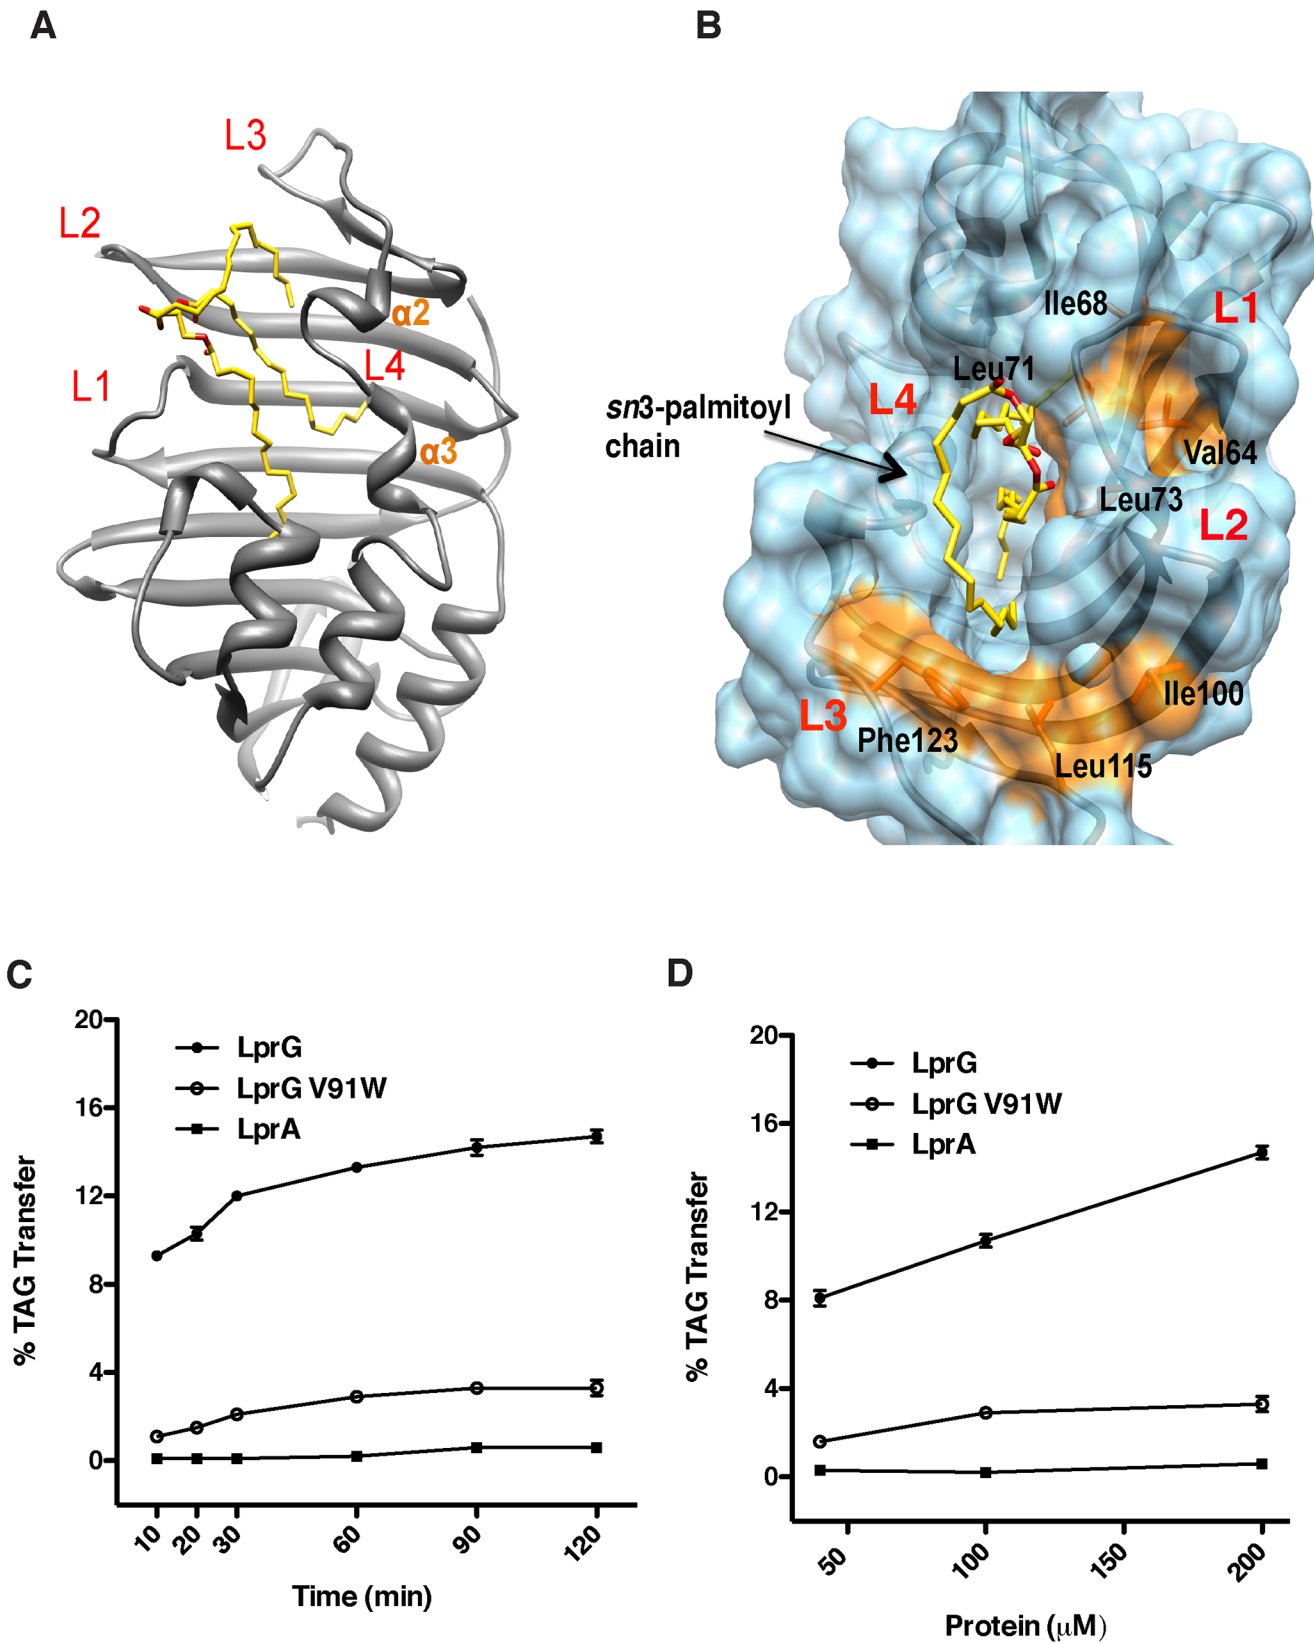 A
L3
L2
α2
L4
L1
α3
B
Ile68
L1
Leu71
L4
sn3-palmitoyl
chain
Val64
Leu73
L2
Ile100
L3
Phe123
Leu115
C
20
16
12
8
4
0
% TAG Transfer
LprG
LprG V91W
LprA
10
20
30
60
90
120
Time (min)
D
20
16
12
8
4
0
% TAG Transfer
LprG
LprG V91W
LprA
50
100
150
200
Protein (μM)